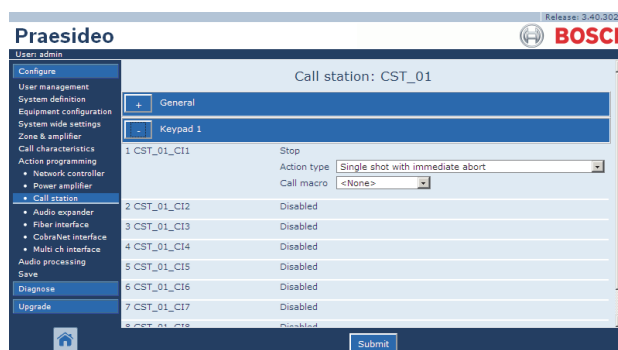 Release: 3.40.302
Praesideo
BOSC
User: admin
Configure
User management
System definition
Equipment configuration
System wide settings
Zone & amplifier
Call characteristics
Action programming
• Network controller
• Power amplifier
• Call station
• Audio expander
• Fiber interface
• CobraNet interface
• Multi ch interface
Audio processing
Save
Diagnose
Upgrade
Call station: CST_01
+ General
- Keypad 1
1 CST_01_CI1 Stop
Action type Single shot with immediate abort
Call macro <None>
2 CST_01_CI2 Disabled
3 CST_01_CI3 Disabled
4 CST_01_CI4 Disabled
5 CST_01_CI5 Disabled
6 CST_01_CI6 Disabled
7 CST_01_CI7 Disabled
8 CST_01_CI8 Disabled
Submit